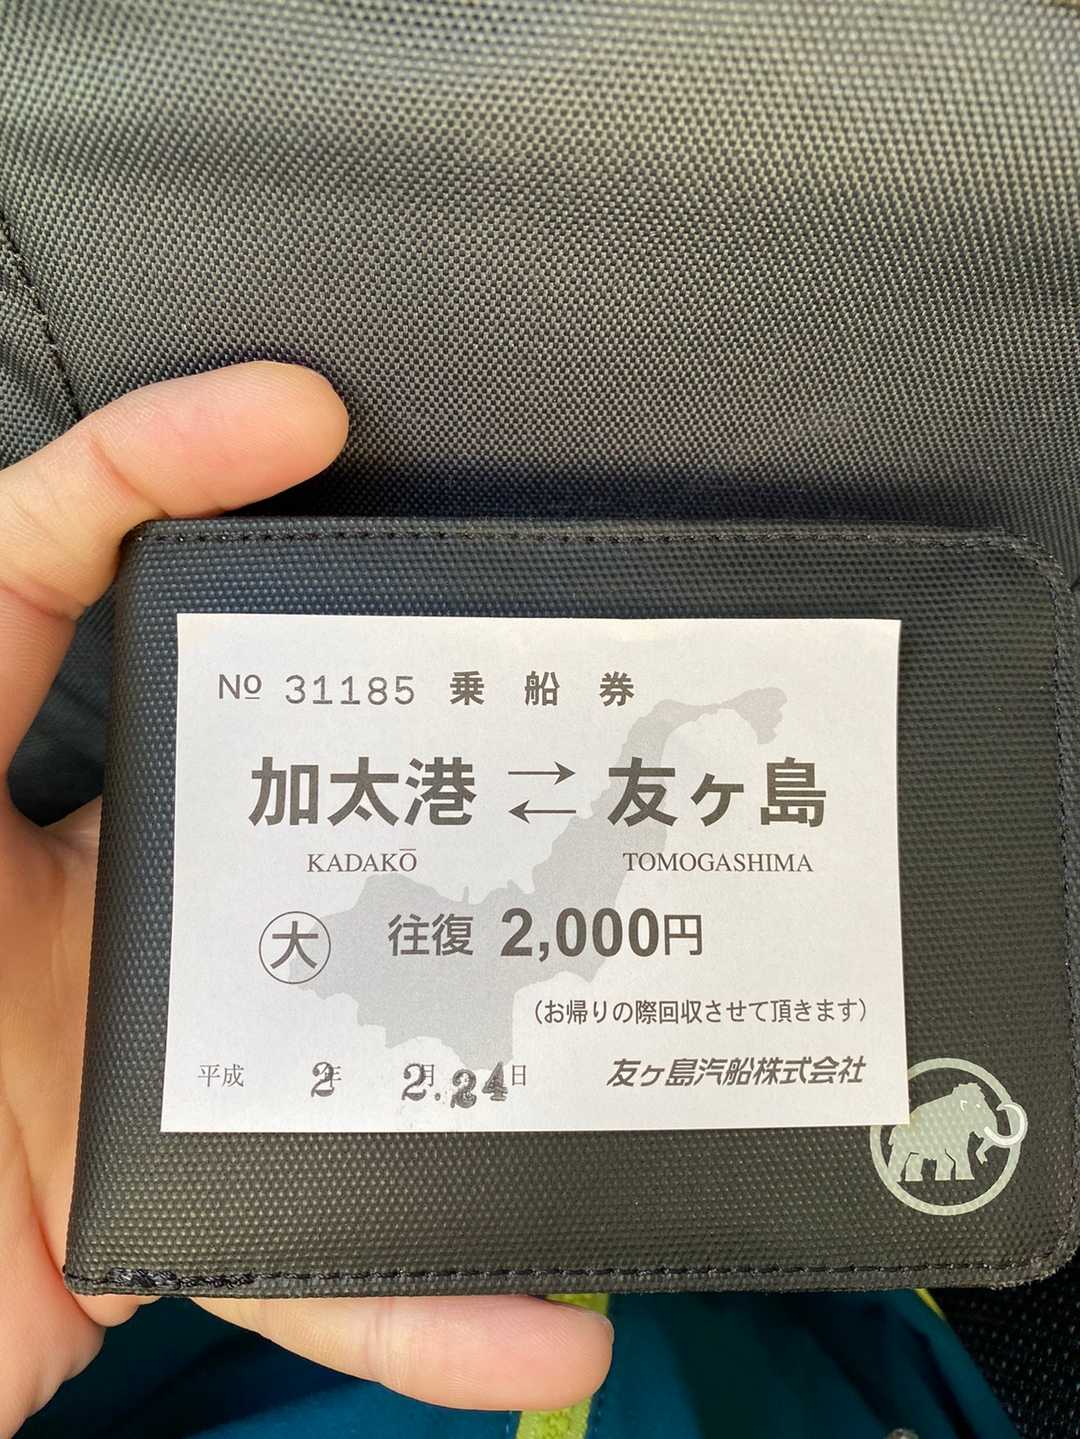 № 31185 乗船券
加太港 ⇄ 友ヶ島
KADAKŌ TOMOGASHIMA
大 往復 2,000円
（お帰りの際回収させて頂きます）
平成 2年 2月.24日 友ヶ島汽船株式会社